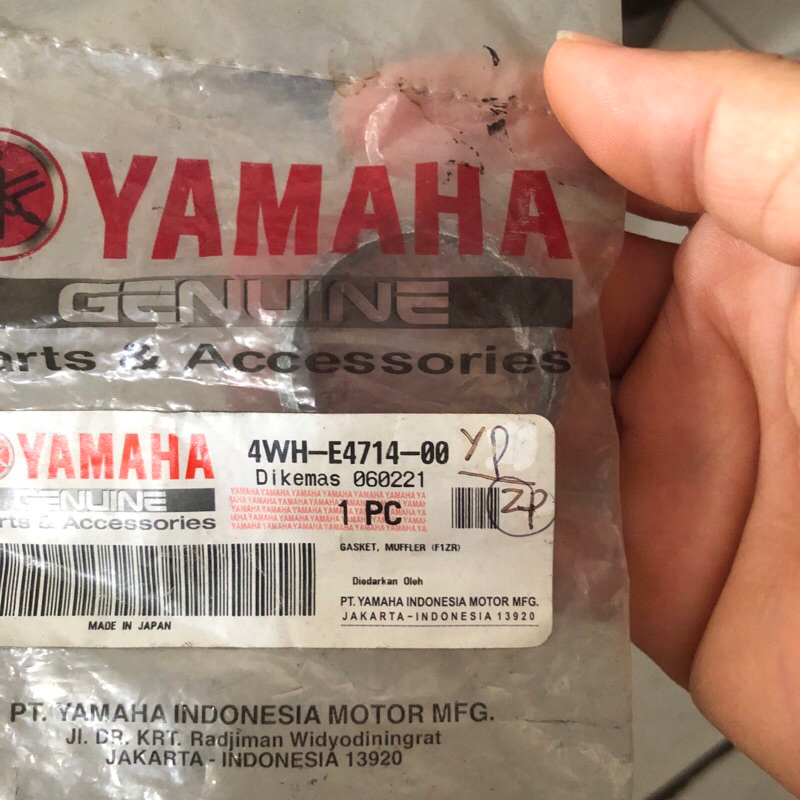 YAMAHA
GENUINE
arts & Accessories
YAMAHA
GENUINE
arts & Accessories
4WH-E4714-00
Dikemas 060221
1 PC
YP
2P
GASKET, MUFFLER (F1ZR)
Diedarkan Oleh
PT. YAMAHA INDONESIA MOTOR MFG.
JAKARTA - INDONESIA 13920
MADE IN JAPAN
PT. YAMAHA INDONESIA MOTOR MFG.
Jl. DR. KRT. Radjiman Widyodiningrat
JAKARTA - INDONESIA 13920